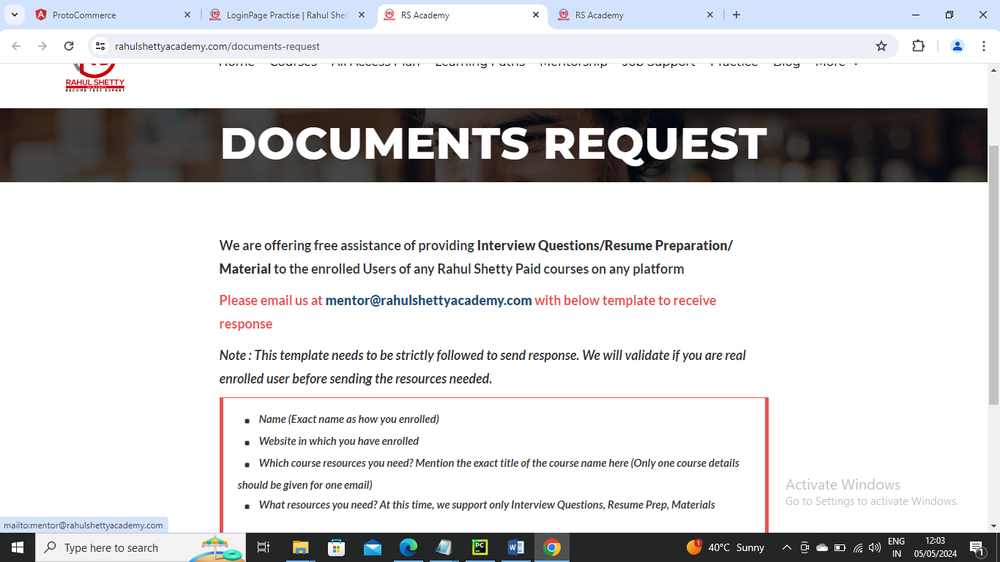 ProtoCommerce
LoginPage Practise | Rahul Shet
RS Academy
RS Academy
rahulshettyacademy.com/documents-request
RAHUL SHETTY
ACADEMY
BECOME TEST EXPERT
Home Courses All Access Plan Learning Paths Mentorship Job Support Practice Blog More
DOCUMENTS REQUEST
We are offering free assistance of providing Interview Questions/Resume Preparation/
Material to the enrolled Users of any Rahul Shetty Paid courses on any platform
Please email us at mentor@rahulshettyacademy.com with below template to receive
response
Note : This template needs to be strictly followed to send response. We will validate if you are real
enrolled user before sending the resources needed.
Name (Exact name as how you enrolled)
Website in which you have enrolled
Which course resources you need? Mention the exact title of the course name here (Only one course details
should be given for one email)
What resources you need? At this time, we support only Interview Questions, Resume Prep, Materials
Activate Windows
Go to Settings to activate Windows.
mailto:mentor@rahulshettyacademy.com
Type here to search
PC
W
1
40°C Sunny
ENG
IN
12:03
05/05/2024
1